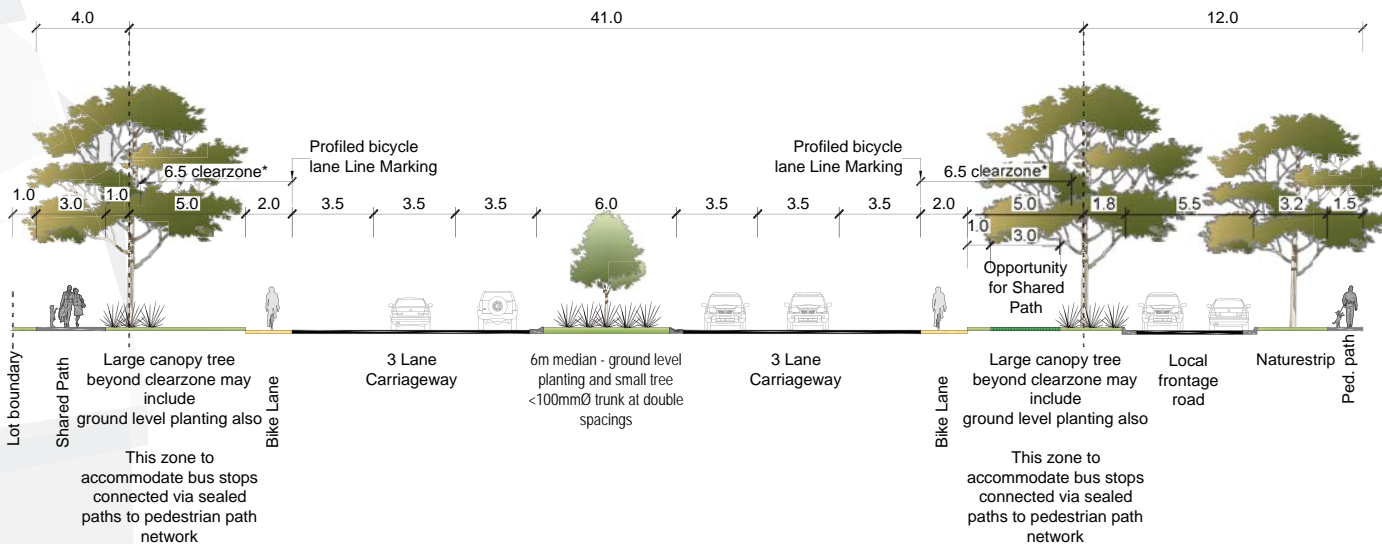 4.0
41.0
12.0
Profiled bicycle
lane Line Marking
Profiled bicycle
lane Line Marking
6.5 clearzone*
6.5 clearzone*
1.0
3.0
1.0
5.0
2.0
3.5
3.5
3.5
6.0
3.5
3.5
3.5
2.0
1.0
5.0
3.0
1.8
5.5
3.2
1.5
Opportunity
for Shared
Path
Lot boundary
Shared Path
Large canopy tree
beyond clearzone may
include
ground level planting also
This zone to
accommodate bus stops
connected via sealed
paths to pedestrian path
network
Bike Lane
3 Lane
Carriageway
6m median - ground level
planting and small tree
<100mmØ trunk at double
spacings
3 Lane
Carriageway
Bike Lane
Large canopy tree
beyond clearzone may
include
ground level planting also
This zone to
accommodate bus stops
connected via sealed
paths to pedestrian path
network
Local
frontage
road
Naturestrip
Ped. path